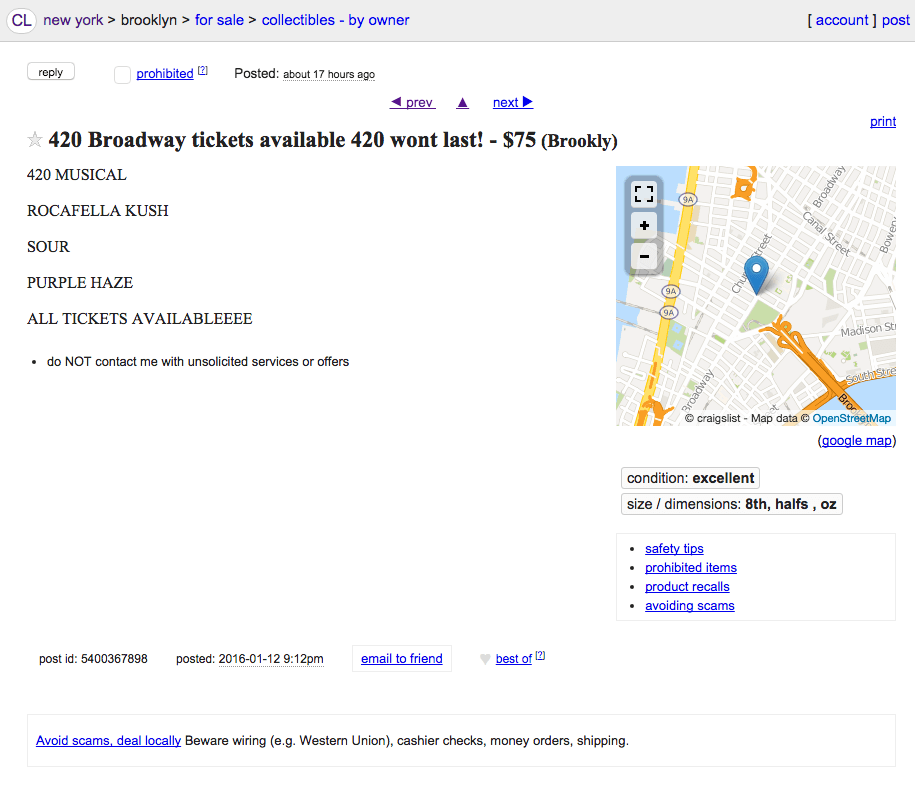 CL new york > brooklyn > for sale > collectibles - by owner [ account ] post
reply prohibited [?] Posted: about 17 hours ago
◀ prev ▲ next ▶
print
☆ 420 Broadway tickets available 420 wont last! - $75 (Brookly)
420 MUSICAL
ROCAFELLA KUSH
SOUR
PURPLE HAZE
ALL TICKETS AVAILABLEEEE
• do NOT contact me with unsolicited services or offers
+
−
9A
9A
9A
Broadway
Canal Street
Church Street
Madison St
South Stre
Broadway
© craigslist - Map data © OpenStreetMap
(google map)
condition: excellent
size / dimensions: 8th, halfs , oz
• safety tips
• prohibited items
• product recalls
• avoiding scams
post id: 5400367898 posted: 2016-01-12 9:12pm email to friend ♥ best of [?]
Avoid scams, deal locally Beware wiring (e.g. Western Union), cashier checks, money orders, shipping.